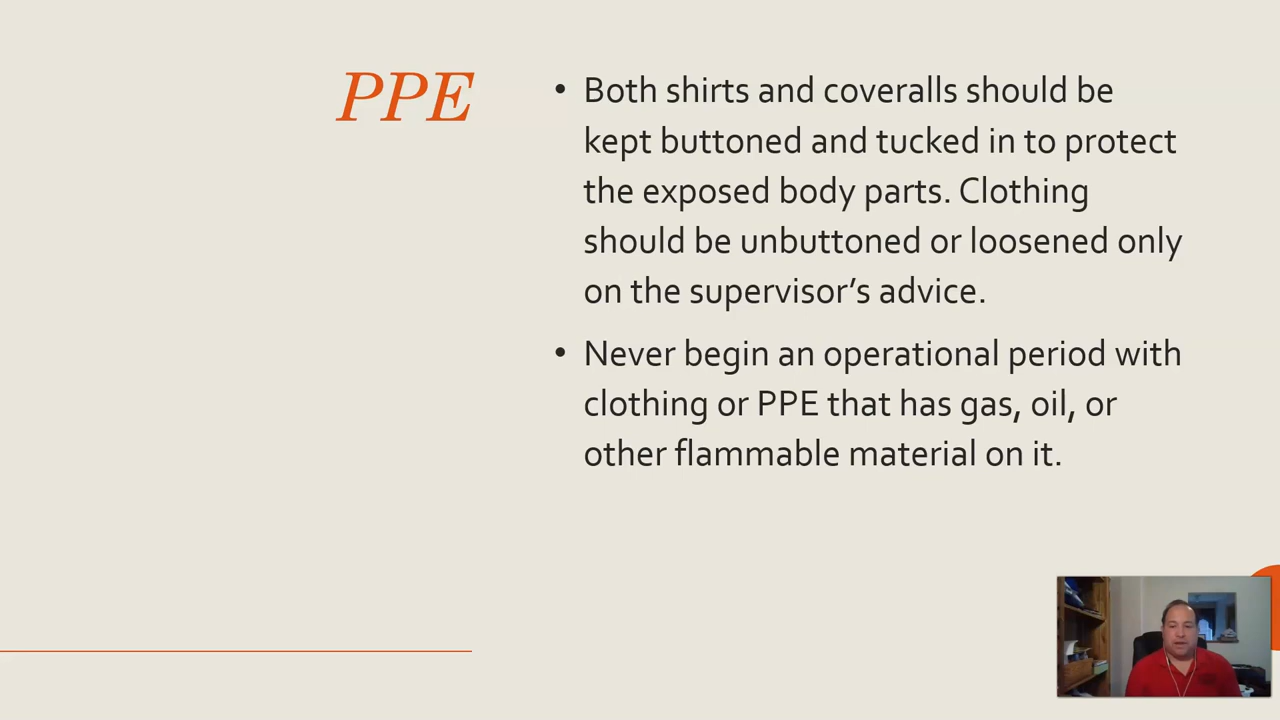 PPE
• Both shirts and coveralls should be
kept buttoned and tucked in to protect
the exposed body parts. Clothing
should be unbuttoned or loosened only
on the supervisor’s advice.
• Never begin an operational period with
clothing or PPE that has gas, oil, or
other flammable material on it.